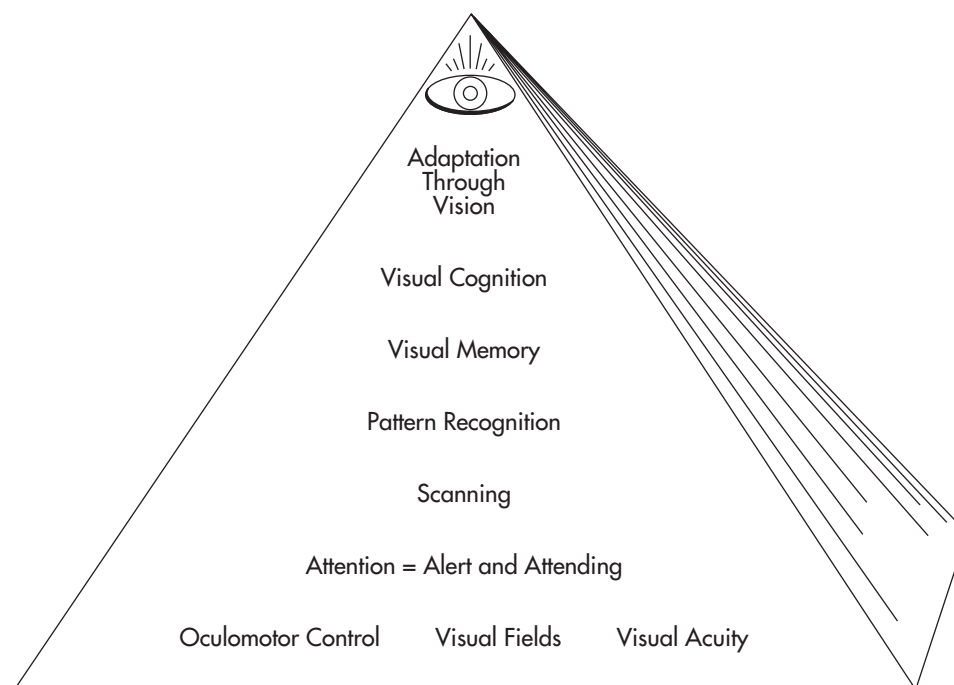 Adaptation
Through
Vision
Visual Cognition
Visual Memory
Pattern Recognition
Scanning
Attention = Alert and Attending
Oculomotor Control Visual Fields Visual Acuity